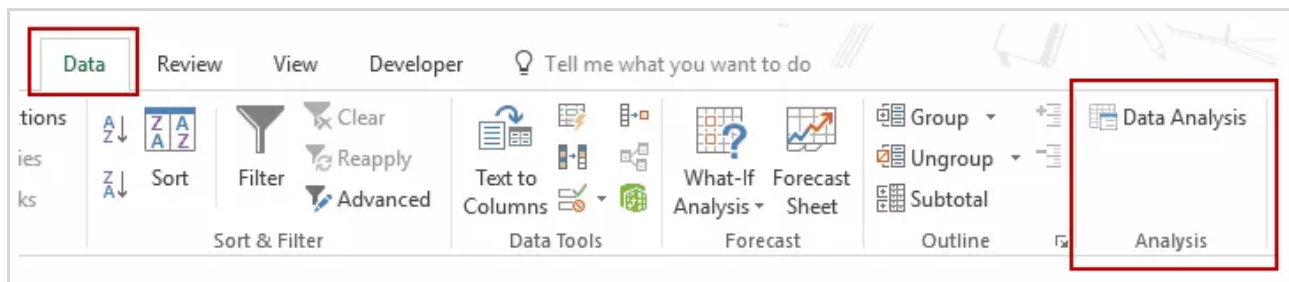 Data Review View Developer Tell me what you want to do
tions
ies
ks
A
Z
Z
A
Z A
A Z
Sort
Filter
Clear
Reapply
Advanced
Sort & Filter
Text to
Columns
Data Tools
What-If
Analysis
Forecast
Sheet
Forecast
Group
Ungroup
Subtotal
Outline
Data Analysis
Analysis